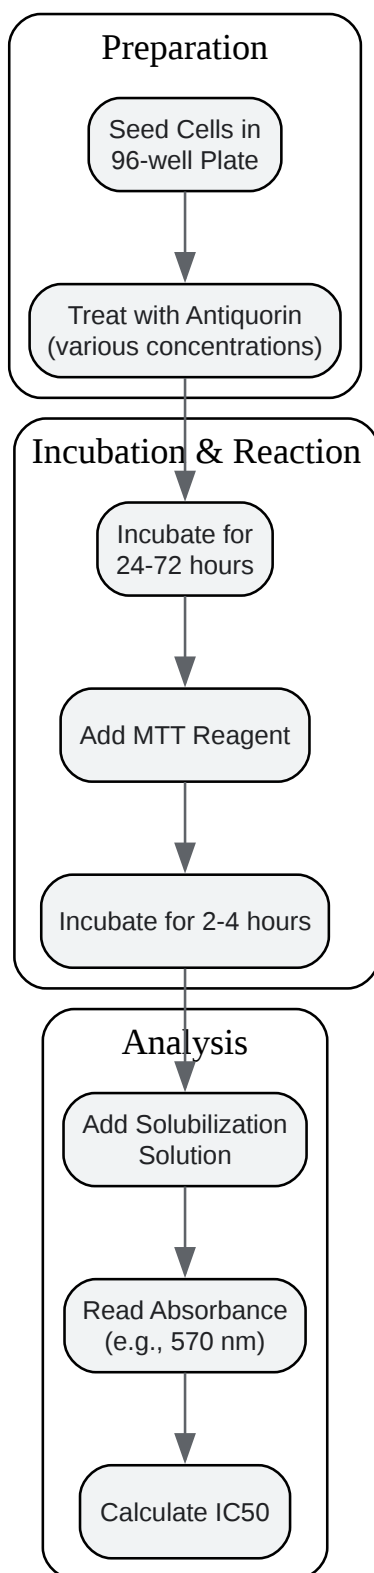 Preparation
Seed Cells in
96-well Plate
Treat with Antiquorin
(various concentrations)
Incubation & Reaction
Incubate for
24-72 hours
Add MTT Reagent
Incubate for 2-4 hours
Analysis
Add Solubilization
Solution
Read Absorbance
(e.g., 570 nm)
Calculate IC50